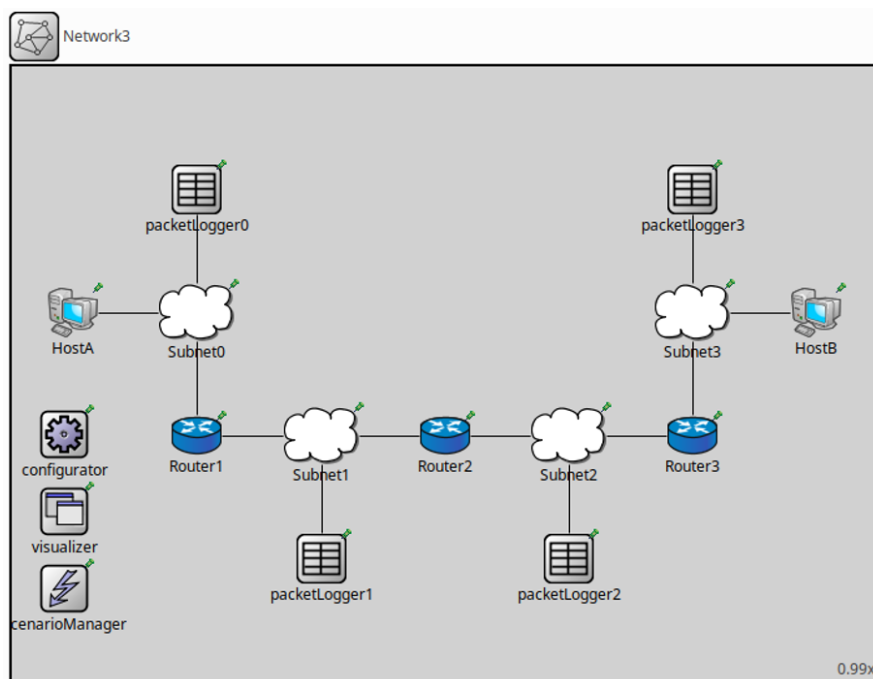 Network3
packetLogger0
packetLogger3
HostA
Subnet0
Subnet3
HostB
configurator
Router1
Subnet1
Router2
Subnet2
Router3
visualizer
packetLogger1
packetLogger2
cenarioManager
0.99x